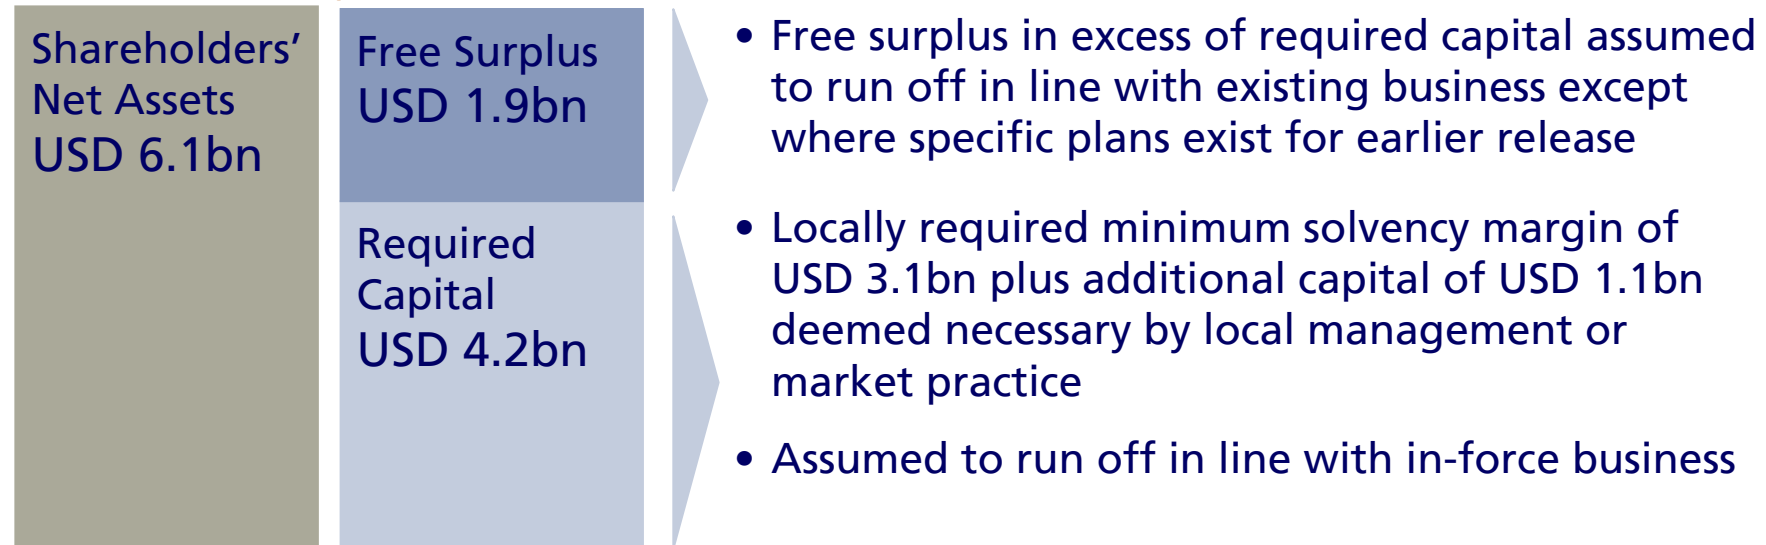 Shareholders’
Net Assets
USD 6.1bn
Free Surplus
USD 1.9bn
• Free surplus in excess of required capital assumed
to run off in line with existing business except
where specific plans exist for earlier release
Required
Capital
USD 4.2bn
• Locally required minimum solvency margin of
USD 3.1bn plus additional capital of USD 1.1bn
deemed necessary by local management or
market practice
• Assumed to run off in line with in-force business